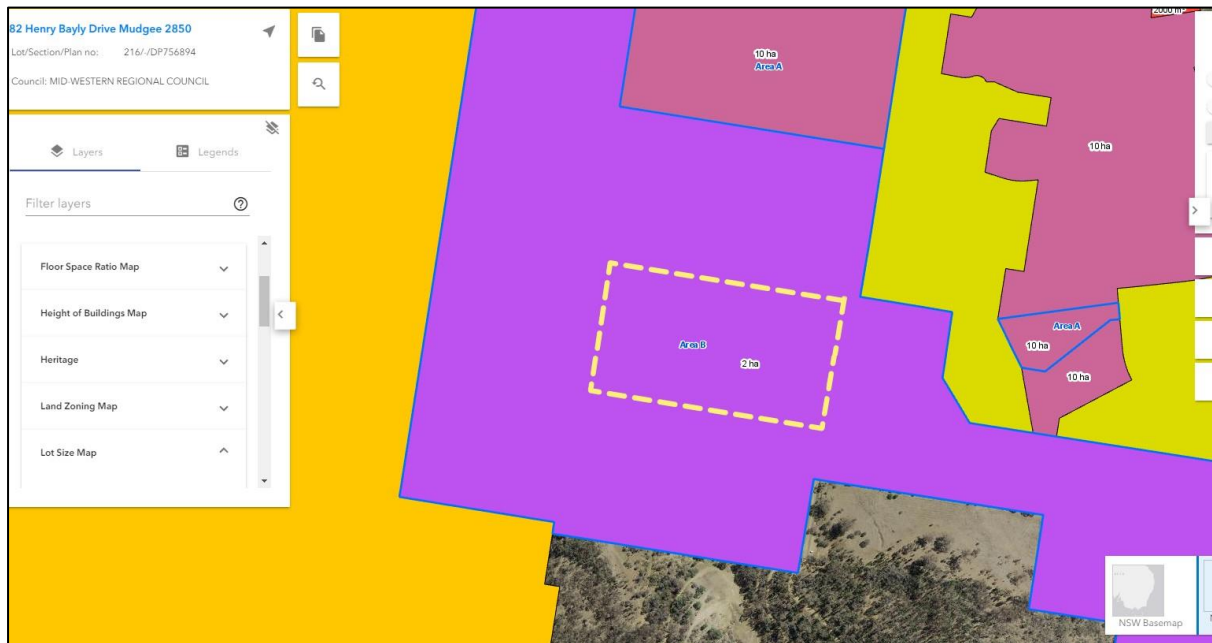 82 Henry Bayly Drive Mudgee 2850
Lot/Section/Plan no: 216/-/DP756894
Council: MID-WESTERN REGIONAL COUNCIL
Layers Legends
Filter layers
Floor Space Ratio Map
Height of Buildings Map
Heritage
Land Zoning Map
Lot Size Map
2000 m²
10 ha
Area A
10 ha
Area B
2 ha
Area A
10 ha
10 ha
NSW Basemap